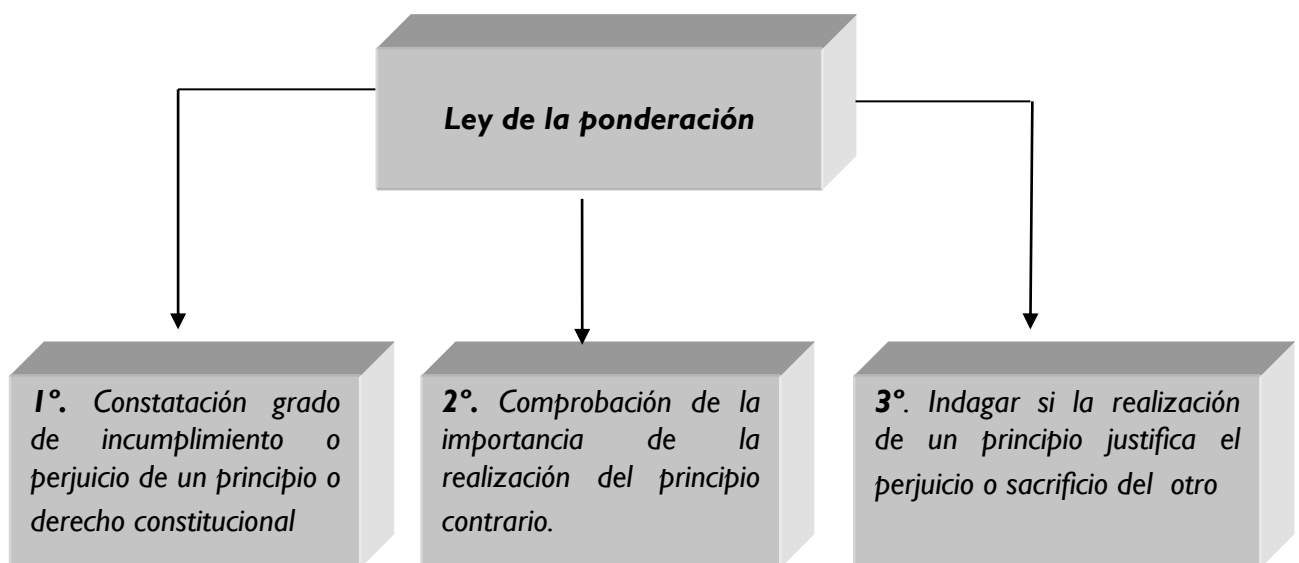 Ley de la ponderación
1º. Constatación grado
de incumplimiento o
perjuicio de un principio o
derecho constitucional
2º. Comprobación de la
importancia de la
realización del principio
contrario.
3º. Indagar si la realización
de un principio justifica el
perjuicio o sacrificio del otro